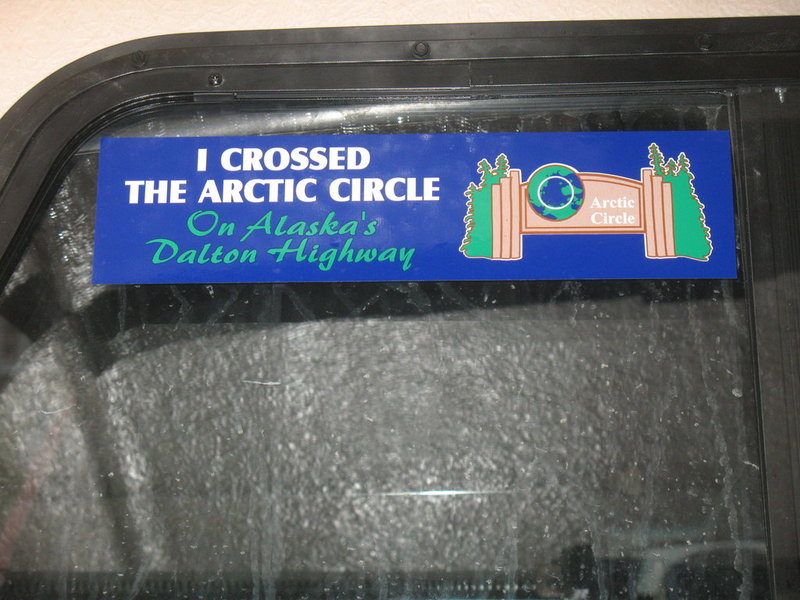 I CROSSED
THE ARCTIC CIRCLE
On Alaska's
Dalton Highway
Arctic
Circle